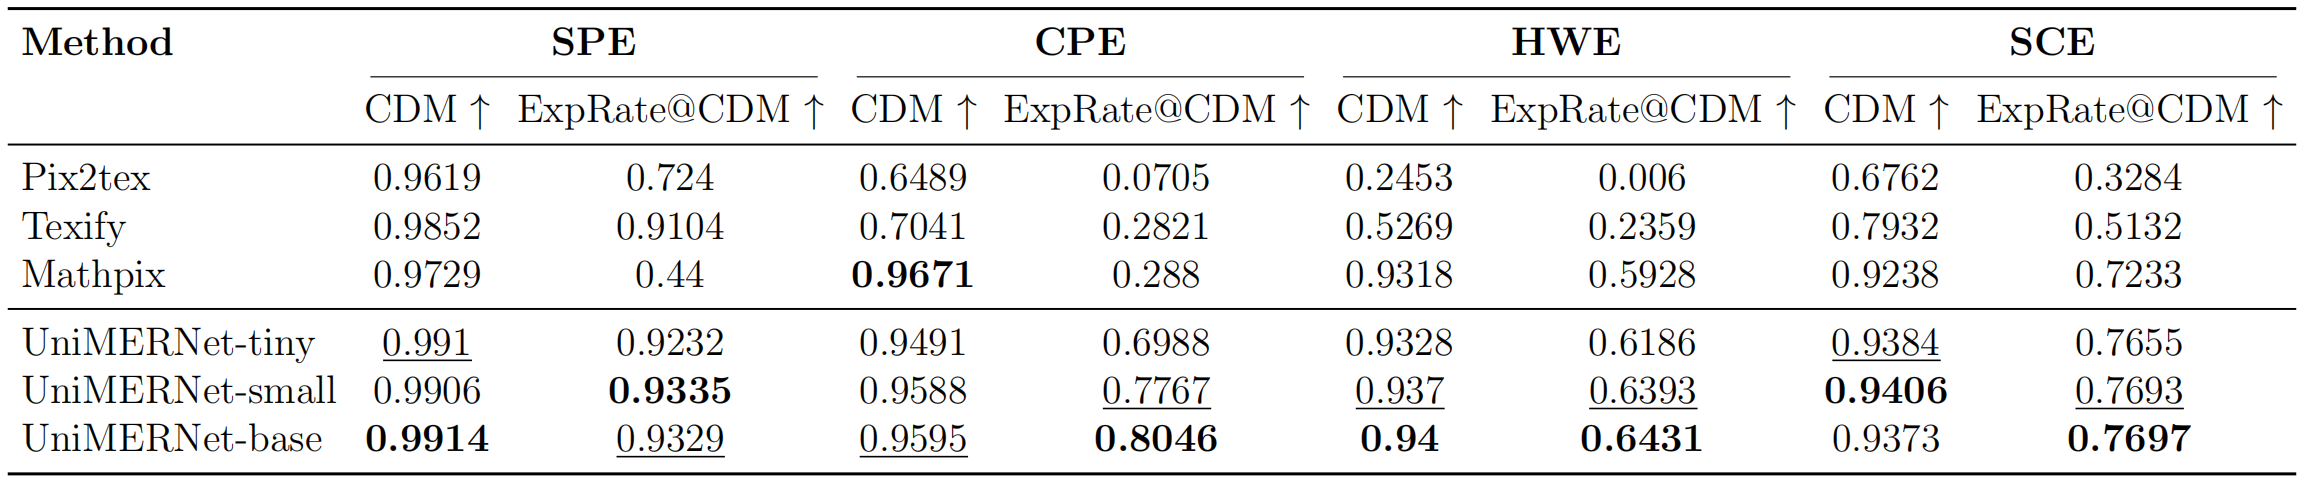 Method SPE CPE HWE SCE
CDM ↑ ExpRate@CDM ↑ CDM ↑ ExpRate@CDM ↑ CDM ↑ ExpRate@CDM ↑ CDM ↑ ExpRate@CDM ↑
Pix2tex 0.9619 0.724 0.6489 0.0705 0.2453 0.006 0.6762 0.3284
Texify 0.9852 0.9104 0.7041 0.2821 0.5269 0.2359 0.7932 0.5132
Mathpix 0.9729 0.44 0.9671 0.288 0.9318 0.5928 0.9238 0.7233
UniMERNet-tiny 0.991 0.9232 0.9491 0.6988 0.9328 0.6186 0.9384 0.7655
UniMERNet-small 0.9906 0.9335 0.9588 0.7767 0.937 0.6393 0.9406 0.7693
UniMERNet-base 0.9914 0.9329 0.9595 0.8046 0.94 0.6431 0.9373 0.7697